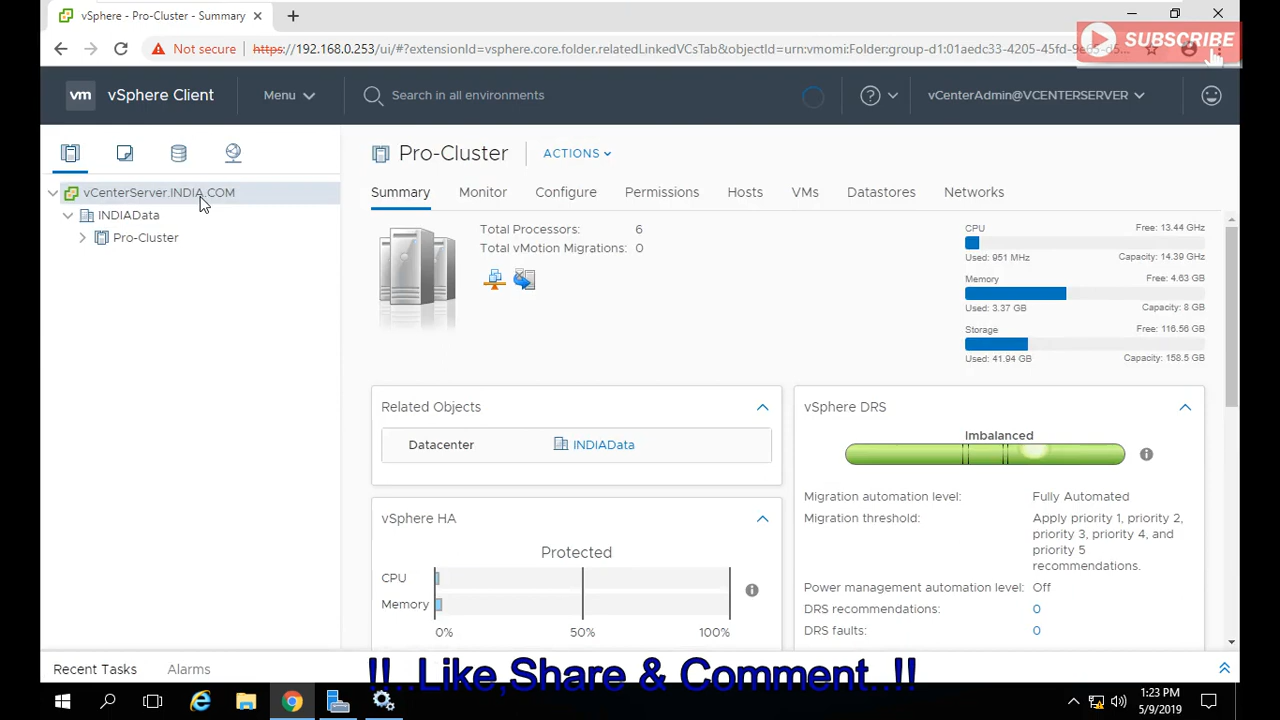 vSphere - Pro-Cluster - Summary
Not secure
https://192.168.0.253/ui/#?extensionId=vsphere.core.folder.relatedLinkedVCsTab&objectId=urn:vmomi:Folder:group-d1:01aedc33-4205-45fd-9e65-d5...
SUBSCRIBE
vm vSphere Client Menu Search in all environments vCenterAdmin@VCENTERSERVER
vCenterServer.INDIA.COM
INDIAData
Pro-Cluster
Pro-Cluster ACTIONS
Summary Monitor Configure Permissions Hosts VMs Datastores Networks
Total Processors: 6
Total vMotion Migrations: 0
CPU Free: 13.44 GHz
Used: 951 MHz Capacity: 14.39 GHz
Memory Free: 4.63 GB
Used: 3.37 GB Capacity: 8 GB
Storage Free: 116.56 GB
Used: 41.94 GB Capacity: 158.5 GB
Related Objects
Datacenter INDIAData
vSphere HA
Protected
CPU
Memory
0% 50% 100%
vSphere DRS
Imbalanced
Migration automation level: Fully Automated
Migration threshold: Apply priority 1, priority 2,
priority 3, priority 4, and
priority 5
recommendations.
Power management automation level: Off
DRS recommendations: 0
DRS faults: 0
Recent Tasks Alarms
!!..Like,Share & Comment..!!
1:23 PM
5/9/2019